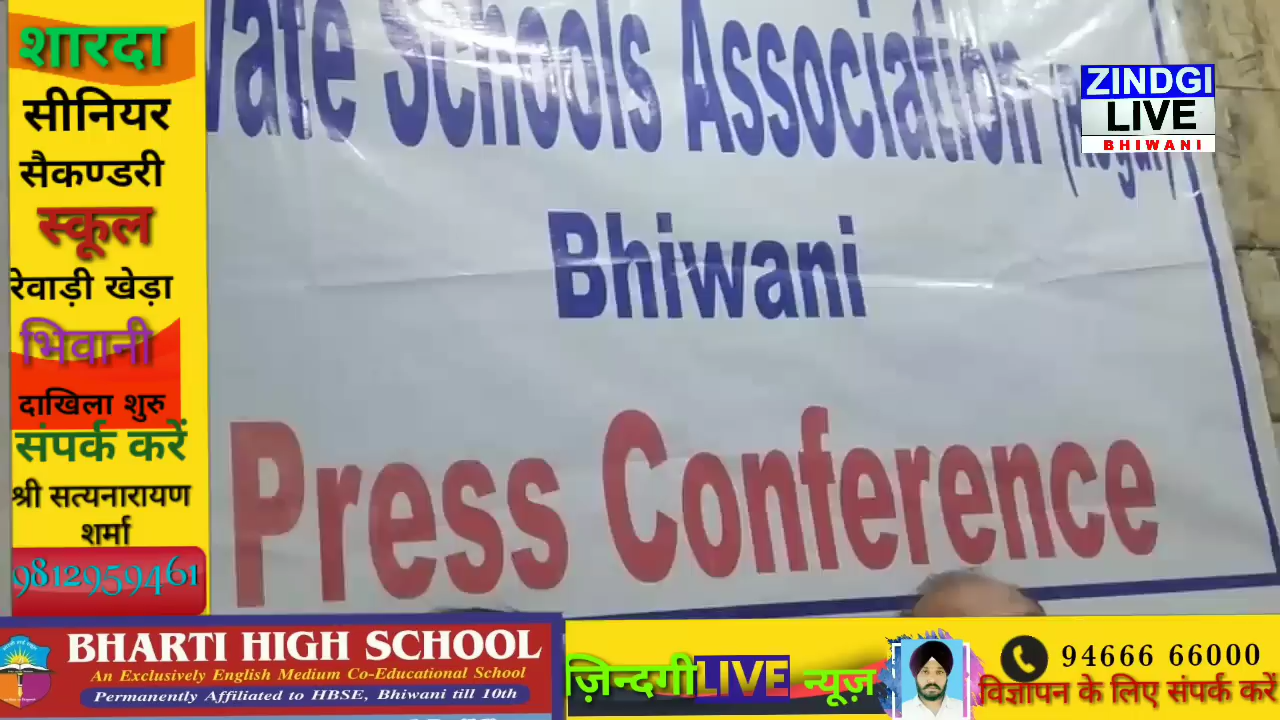 शारदा
सीनियर
सैकण्डरी
स्कूल
रेवाड़ी खेड़ा
भिवानी
दाखिला शुरु
संपर्क करें
श्री सत्यनारायण
शर्मा
9812959461
vate Schools Association
Bhiwani
Press Conference
ZINDGI
LIVE
BHIWANI
BHARTI HIGH SCHOOL
An Exclusively English Medium Co-Educational School
Permanently Affiliated to HBSE, Bhiwani till 10th
ज़िन्दगी LIVE न्यूज़
94666 66000
विज्ञापन के लिए संपर्क करें